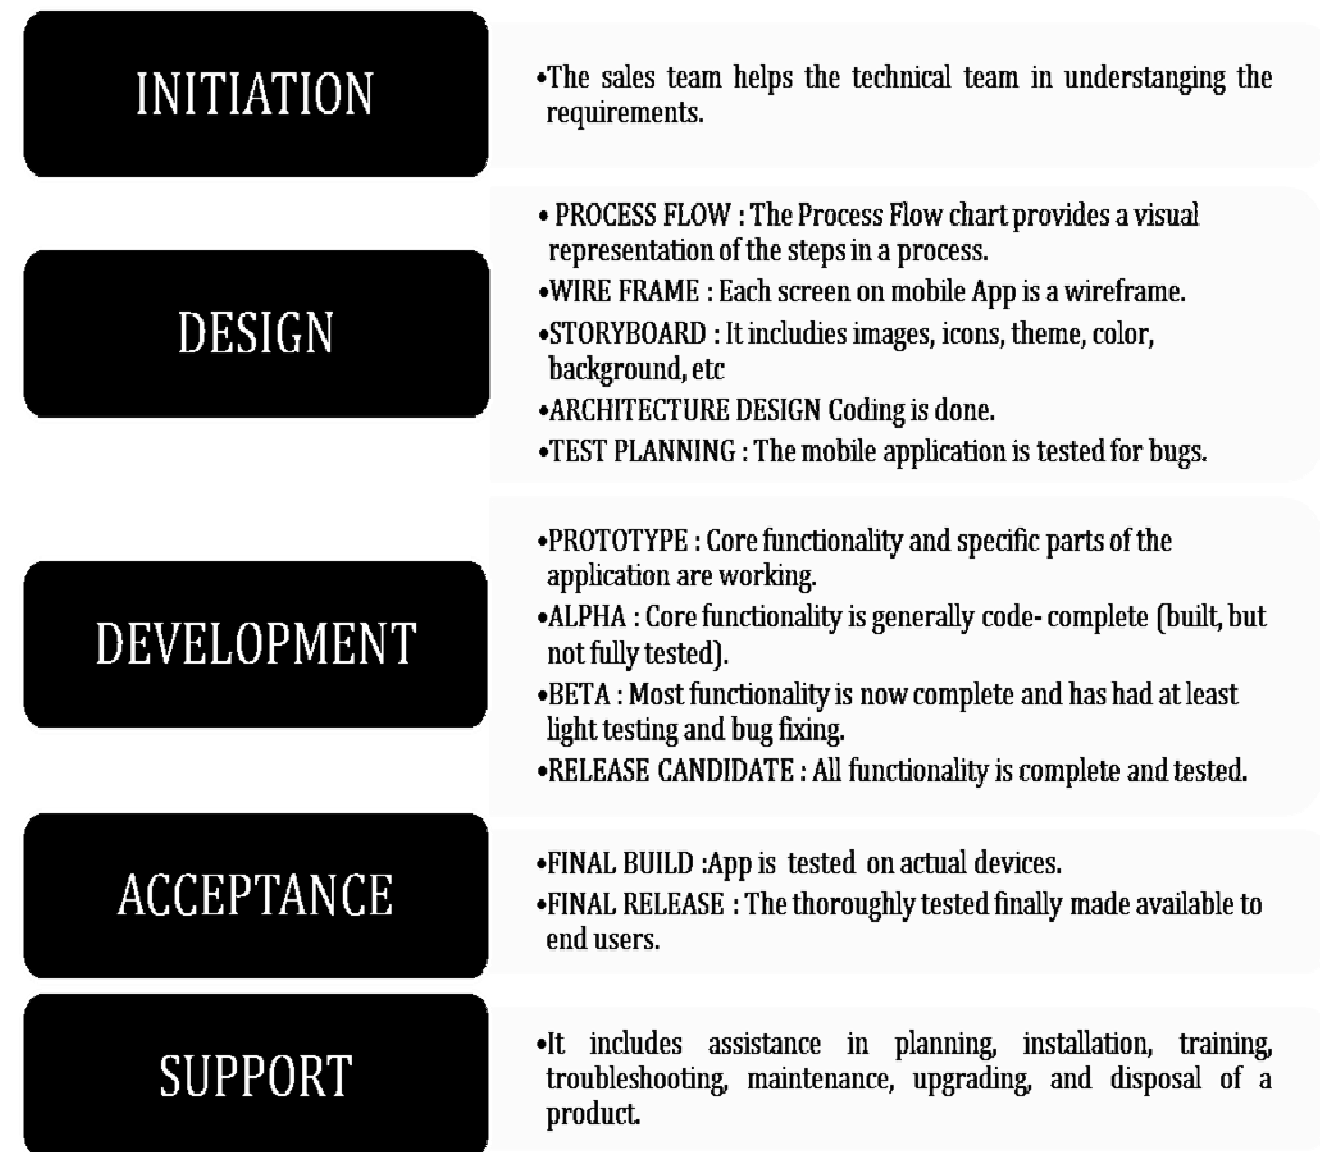 INITIATION
•The sales team helps the technical team in understanging the
requirements.
DESIGN
• PROCESS FLOW : The Process Flow chart provides a visual
representation of the steps in a process.
•WIRE FRAME : Each screen on mobile App is a wireframe.
•STORYBOARD : It includies images, icons, theme, color,
background, etc
•ARCHITECTURE DESIGN Coding is done.
•TEST PLANNING : The mobile application is tested for bugs.
DEVELOPMENT
•PROTOTYPE : Core functionality and specific parts of the
application are working.
•ALPHA : Core functionality is generally code- complete (built, but
not fully tested).
•BETA : Most functionality is now complete and has had at least
light testing and bug fixing.
•RELEASE CANDIDATE : All functionality is complete and tested.
ACCEPTANCE
•FINAL BUILD :App is tested on actual devices.
•FINAL RELEASE : The thoroughly tested finally made available to
end users.
SUPPORT
•It includes assistance in planning, installation, training,
troubleshooting, maintenance, upgrading, and disposal of a
product.